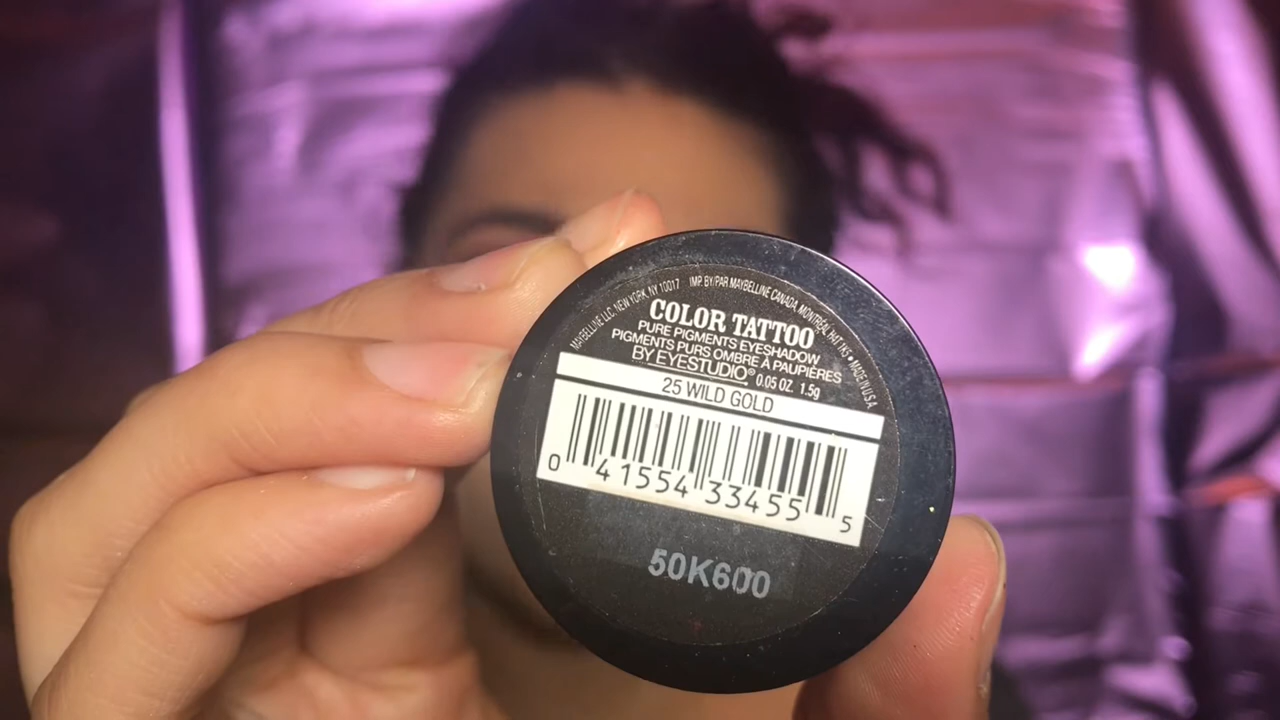 MAYBELLINE LLC, NEW YORK, NY 10017 IMP. BY/PAR MAYBELLINE CANADA, MONTRÉAL H4T 1K5 • MADE IN U.S.A.
COLOR TATTOO
PURE PIGMENTS EYESHADOW
PIGMENTS PURS OMBRE À PAUPIÈRES
BY EYESTUDIO® 0.05 OZ. 1.5g
25 WILD GOLD
0 41554 33455 5
50K600